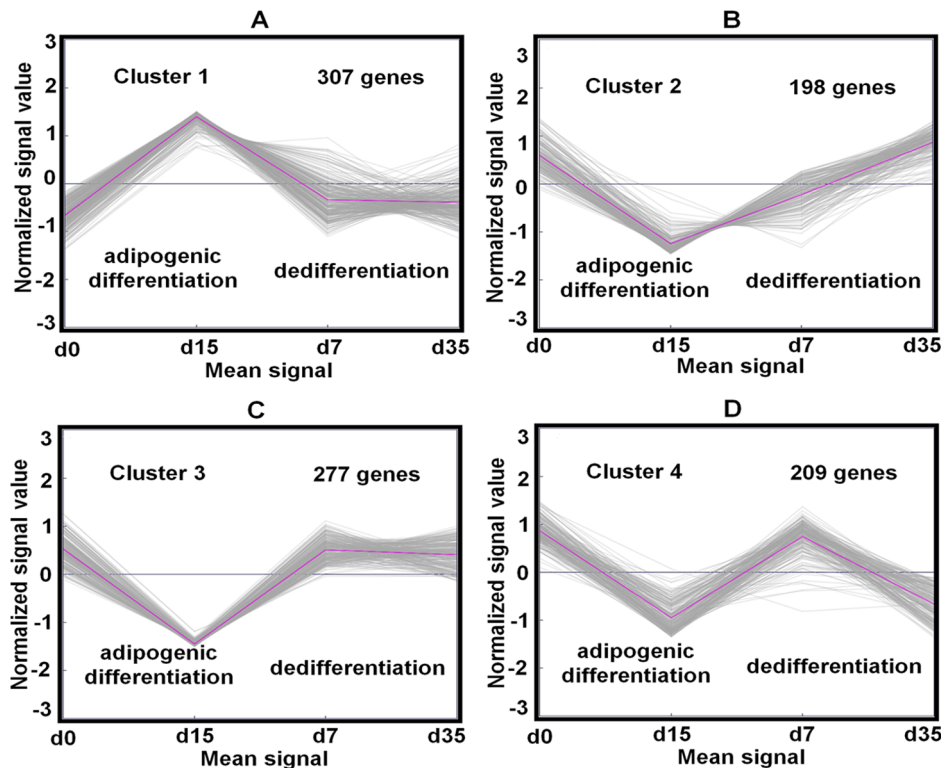 A
3
2
1
0
-1
-2
-3
Normalized signal value
Cluster 1
307 genes
adipogenic
differentiation
dedifferentiation
d0
d15
d7
d35
Mean signal
B
3
2
1
0
-1
-2
-3
Normalized signal value
Cluster 2
198 genes
adipogenic
differentiation
dedifferentiation
d0
d15
d7
d35
Mean signal
C
3
2
1
0
-1
-2
-3
Normalized signal value
Cluster 3
277 genes
adipogenic
differentiation
dedifferentiation
d0
d15
d7
d35
Mean signal
D
3
2
1
0
-1
-2
-3
Normalized signal value
Cluster 4
209 genes
adipogenic
differentiation
dedifferentiation
d0
d15
d7
d35
Mean signal